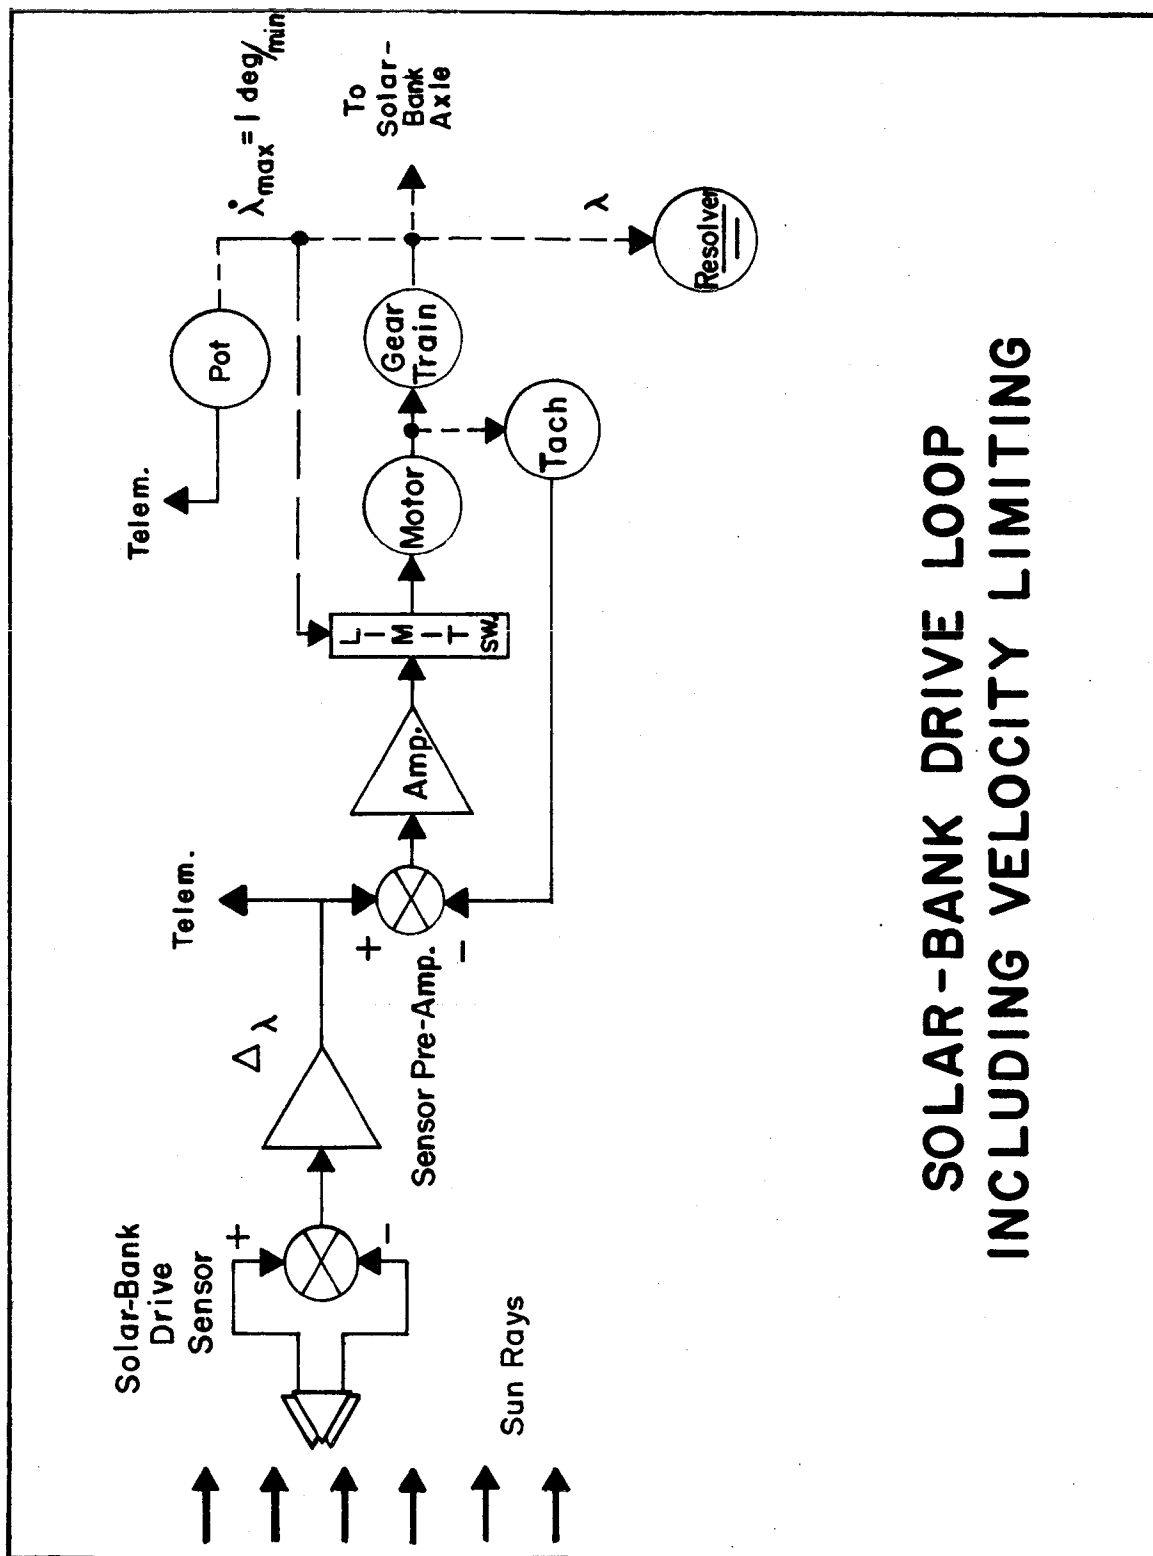 Solar-Bank
Drive
Sensor
+
-
Sun Rays
Δλ
Sensor Pre-Amp.
Telem.
+
-
Amp.
L
I
M
I
T
SW.
Motor
Tach
Gear
Train
Telem.
Pot
λ̇max = 1 deg/min
To
Solar-
Bank
Axle
λ
Resolver
SOLAR-BANK DRIVE LOOP
INCLUDING VELOCITY LIMITING